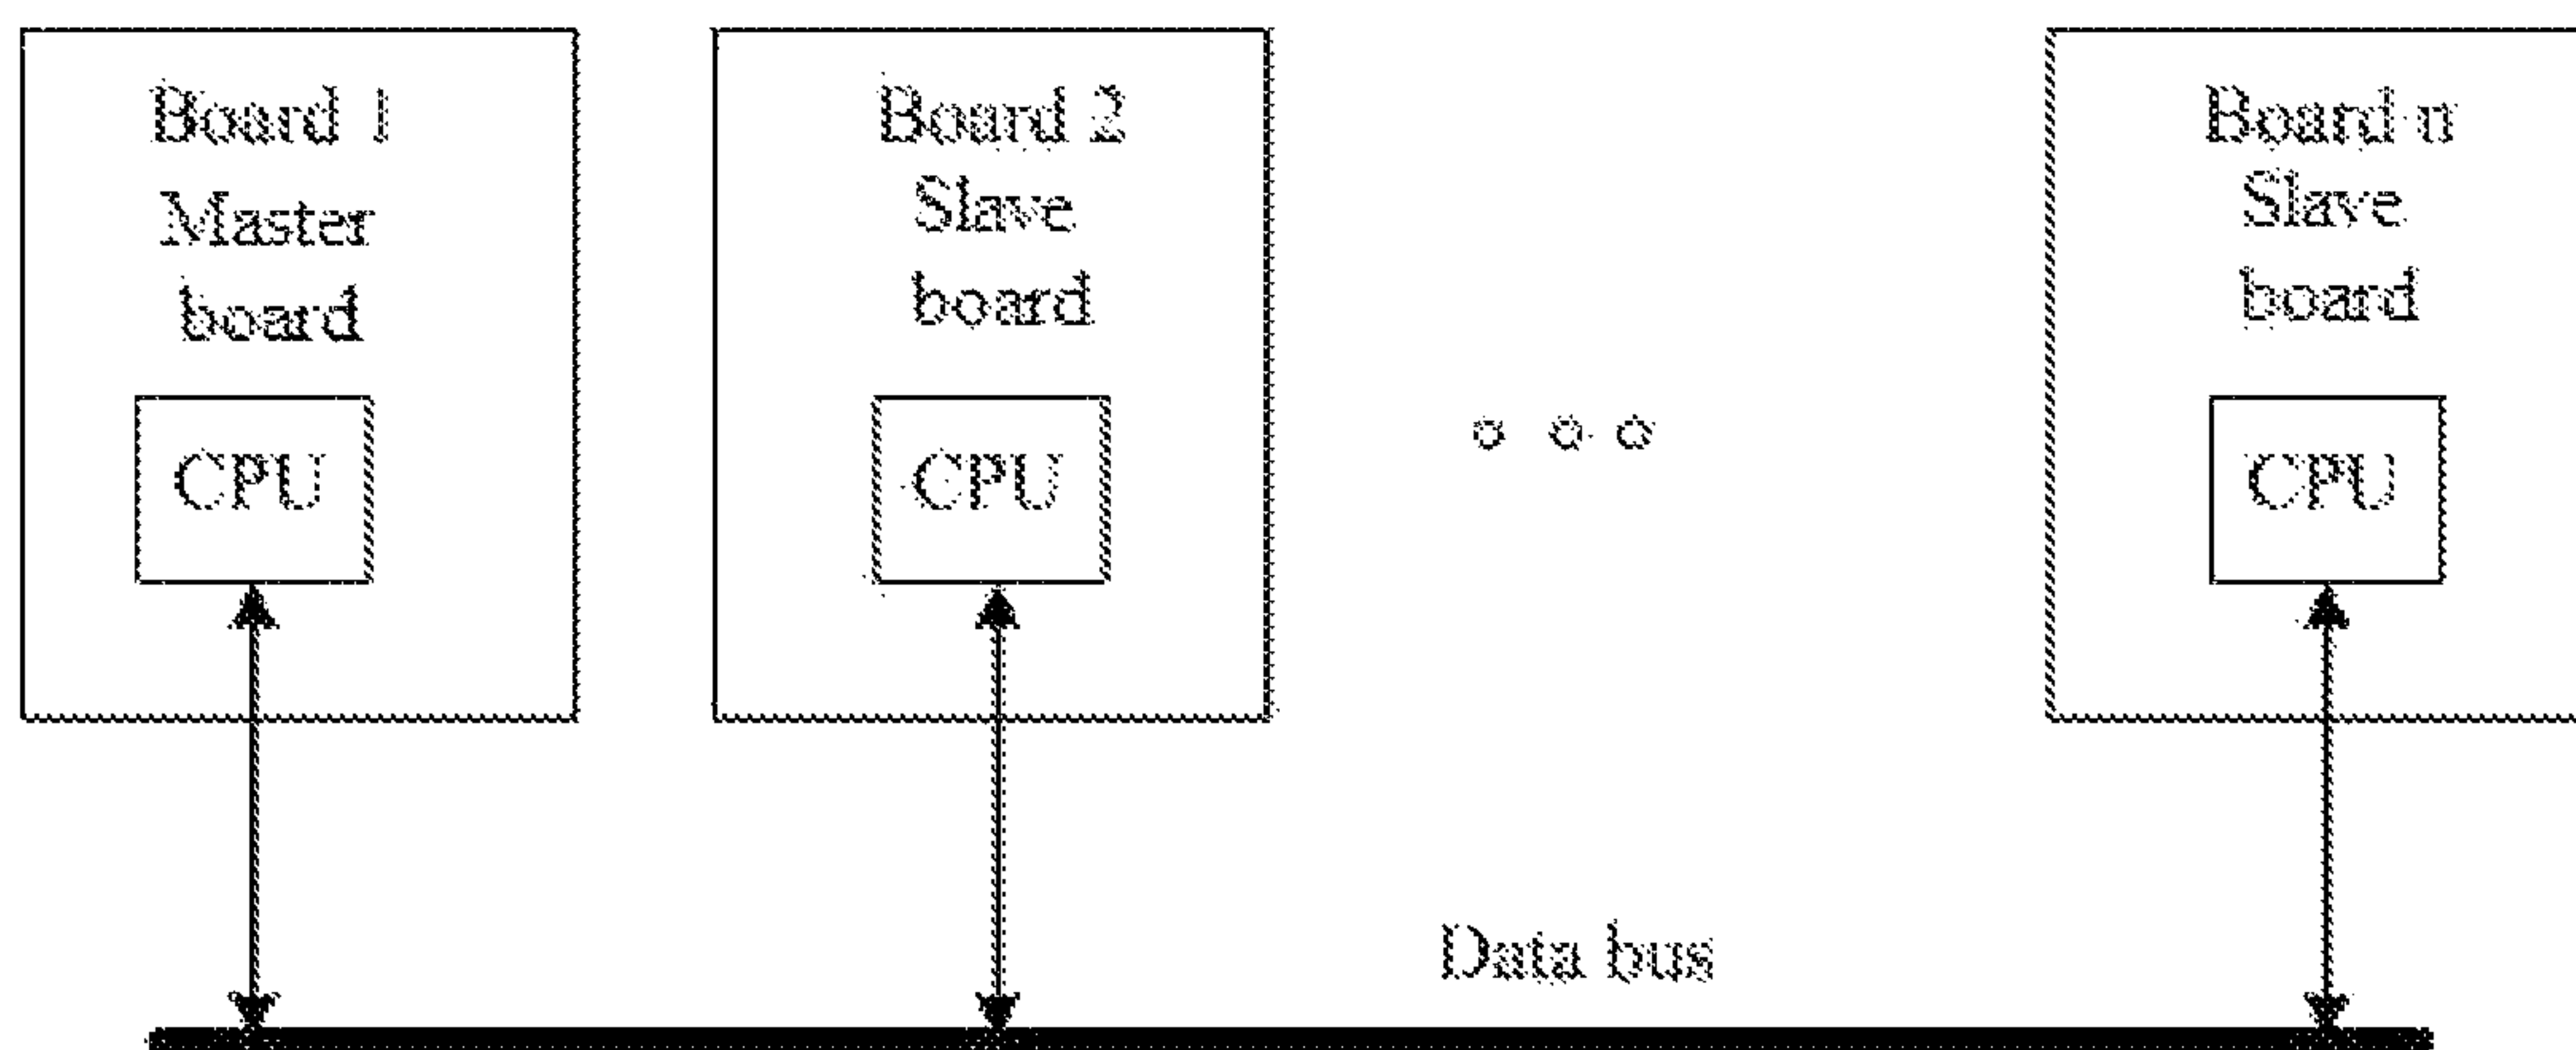 Board 1
Master
board
CPU
Board 2
Slave
board
CPU
Board n
Slave
board
CPU
Data bus